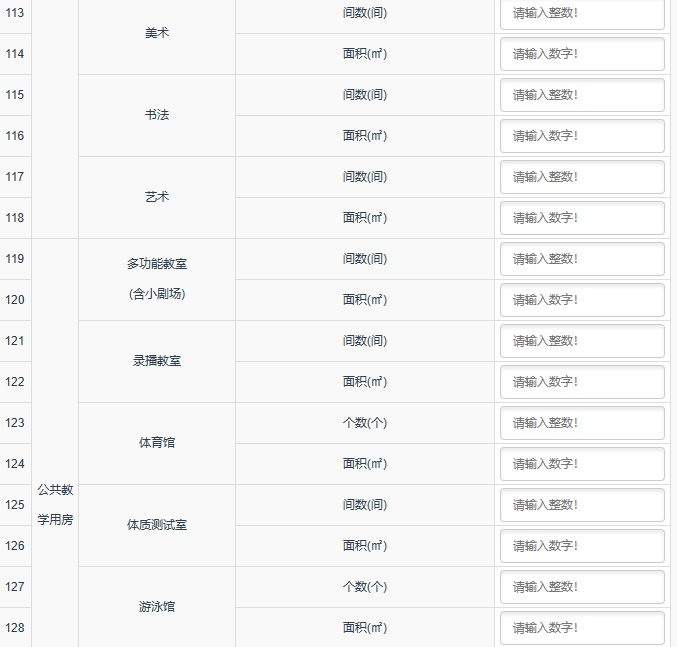 113 美术 间数(间) 请输入整数!
114 面积(㎡) 请输入数字!
115 书法 间数(间) 请输入整数!
116 面积(㎡) 请输入数字!
117 艺术 间数(间) 请输入整数!
118 面积(㎡) 请输入数字!
119 多功能教室 间数(间) 请输入整数!
120 (含小剧场) 面积(㎡) 请输入数字!
121 录播教室 间数(间) 请输入整数!
122 面积(㎡) 请输入数字!
123 体育馆 个数(个) 请输入整数!
124 面积(㎡) 请输入数字!
公共教
学用房
125 体质测试室 间数(间) 请输入整数!
126 面积(㎡) 请输入数字!
127 游泳馆 个数(个) 请输入整数!
128 面积(㎡) 请输入数字!